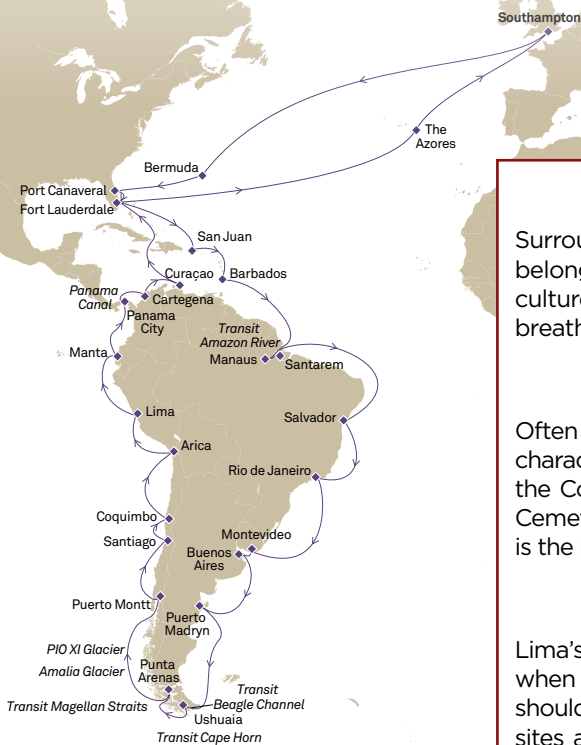 Southampton
The
Azores
Bermuda
Port Canaveral
Fort Lauderdale
San Juan
Curaçao
Barbados
Panama
Canal
Cartegena
Panama
City
Transit
Amazon River
Manaus
Santarem
Manta
Lima
Salvador
Arica
Rio de Janeiro
Coquimbo
Santiago
Montevideo
Buenos
Aires
Puerto Montt
Puerto
Madryn
PIO XI Glacier
Amalia Glacier
Punta
Arenas
Transit Magellan Straits
Transit
Beagle Channel
Ushuaia
Transit Cape Horn
Surrou
belong
culture
breath
Often
charac
the Co
Cemet
is the
Lima's
when
should
sites a